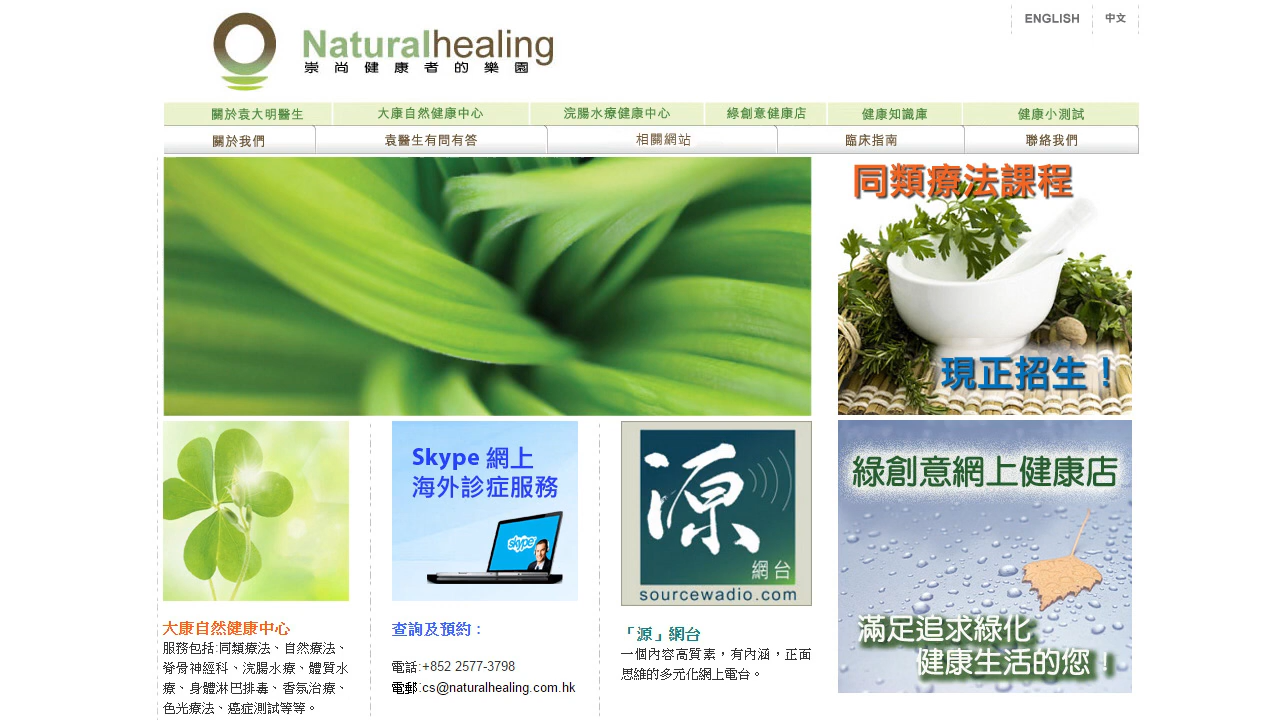 ENGLISH 中文
Naturalhealing
崇尚健康者的樂園
關於袁大明醫生 大康自然健康中心 浣腸水療健康中心 綠創意健康店 健康知識庫 健康小測試
關於我們 袁醫生有問有答 相關網站 臨床指南 聯絡我們
同類療法課程
現正招生！
Skype 網上
海外診症服務
skype
源
網台
sourcewadio.com
綠創意網上健康店
滿足追求綠化
健康生活的您！
大康自然健康中心
服務包括:同類療法、自然療法、
脊骨神經科、浣腸水療、體質水
療、身體淋巴排毒、香氛治療、
色光療法、癌症測試等等。
查詢及預約：
電話:+852 2577-3798
電郵:cs@naturalhealing.com.hk
「源」網台
一個內容高質素，有內涵，正面
思維的多元化網上電台。